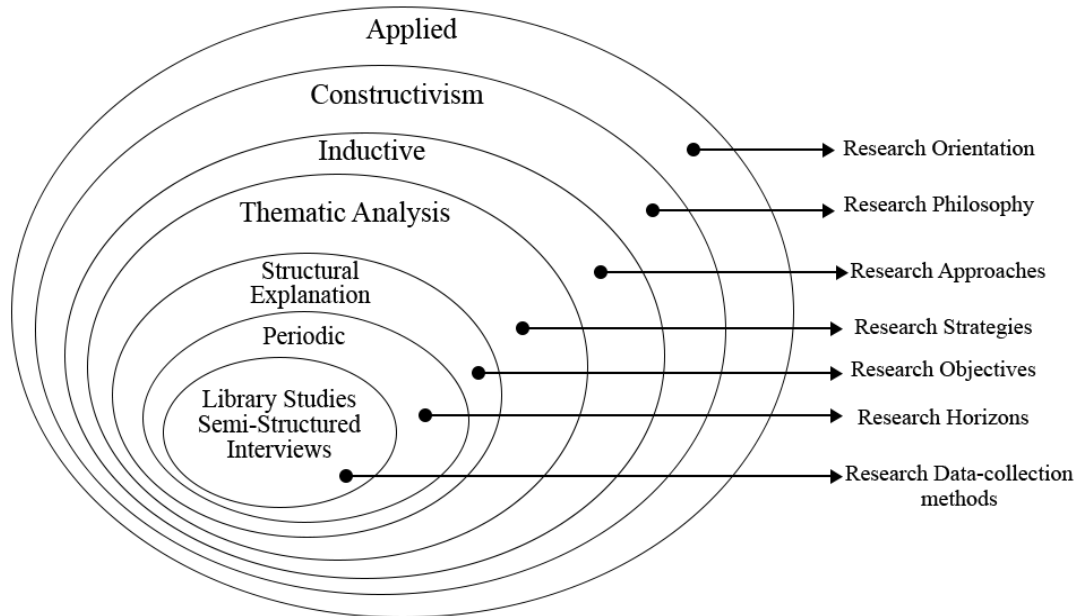 Applied
Constructivism
Inductive
Thematic Analysis
Structural
Explanation
Periodic
Library Studies
Semi-Structured
Interviews
Research Orientation
Research Philosophy
Research Approaches
Research Strategies
Research Objectives
Research Horizons
Research Data-collection
methods